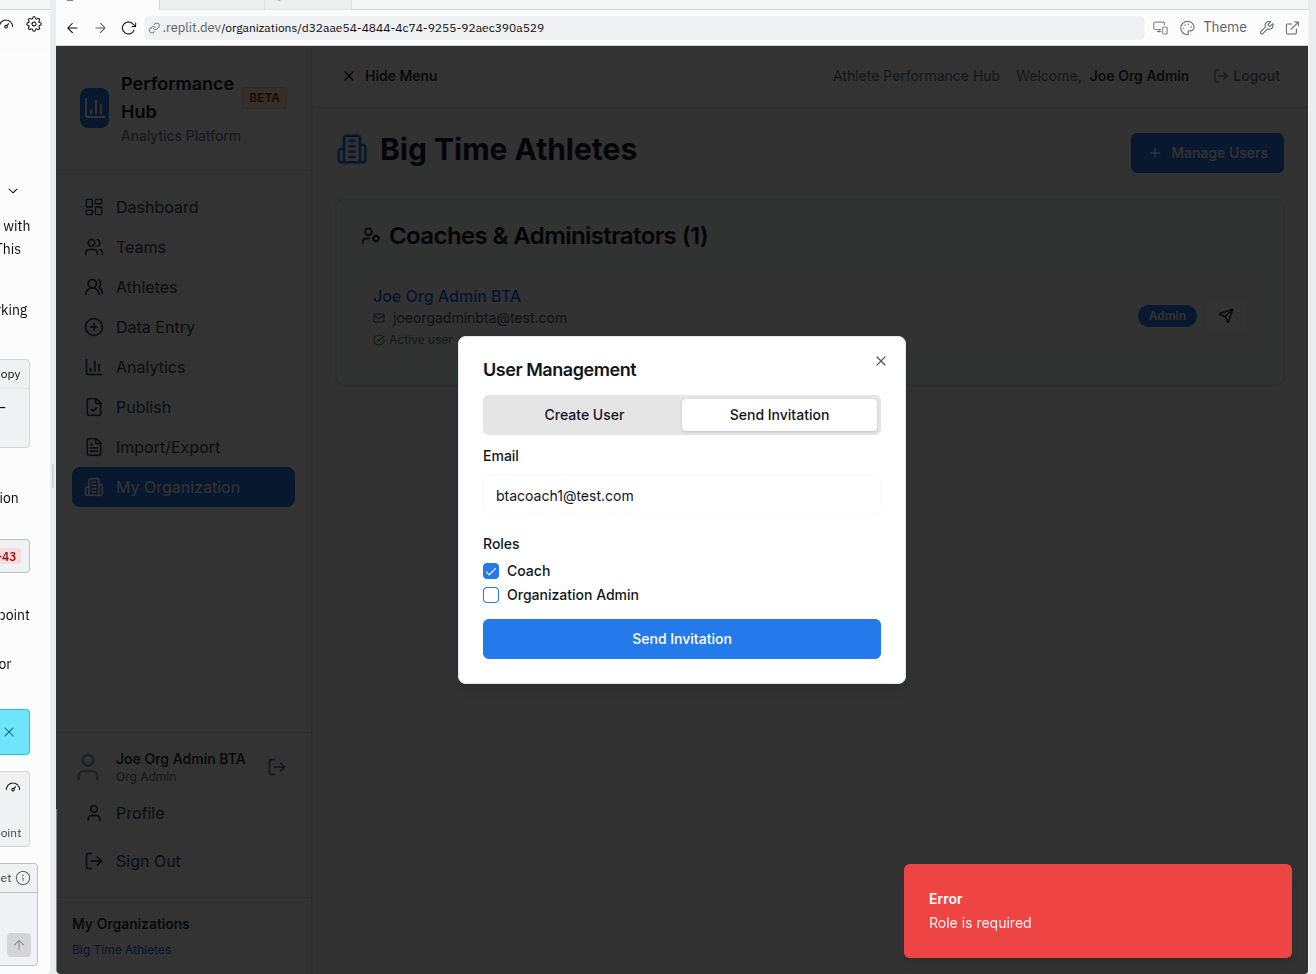 .replit.dev/organizations/d32aae54-4844-4c74-9255-92aec390a529
Theme
with
This
opy
-43
oint
et
Performance
Hub
BETA
Analytics Platform
Dashboard
Teams
Athletes
Data Entry
Analytics
Publish
Import/Export
My Organization
Joe Org Admin BTA
Org Admin
Profile
Sign Out
My Organizations
Big Time Athletes
Hide Menu
Athlete Performance Hub
Welcome, Joe Org Admin
Logout
Big Time Athletes
Manage Users
Coaches & Administrators (1)
Joe Org Admin BTA
joeorgadminbta@test.com
Active user
Admin
User Management
Create User
Send Invitation
Email
btacoach1@test.com
Roles
Coach
Organization Admin
Send Invitation
Error
Role is required